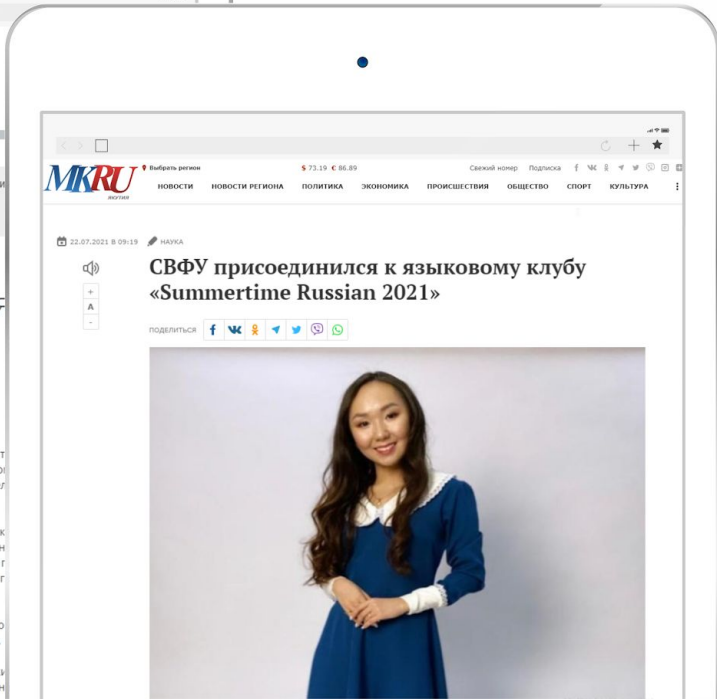 MKRU
ЯКУТИЯ
Выбрать регион
$ 73.19 € 86.89
Свежий номер Подписка
НОВОСТИ НОВОСТИ РЕГИОНА ПОЛИТИКА ЭКОНОМИКА ПРОИСШЕСТВИЯ ОБЩЕСТВО СПОРТ КУЛЬТУРА
22.07.2021 В 09:19 НАУКА
СВФУ присоединился к языковому клубу
«Summertime Russian 2021»
+
А
-
ПОДЕЛИТЬСЯ